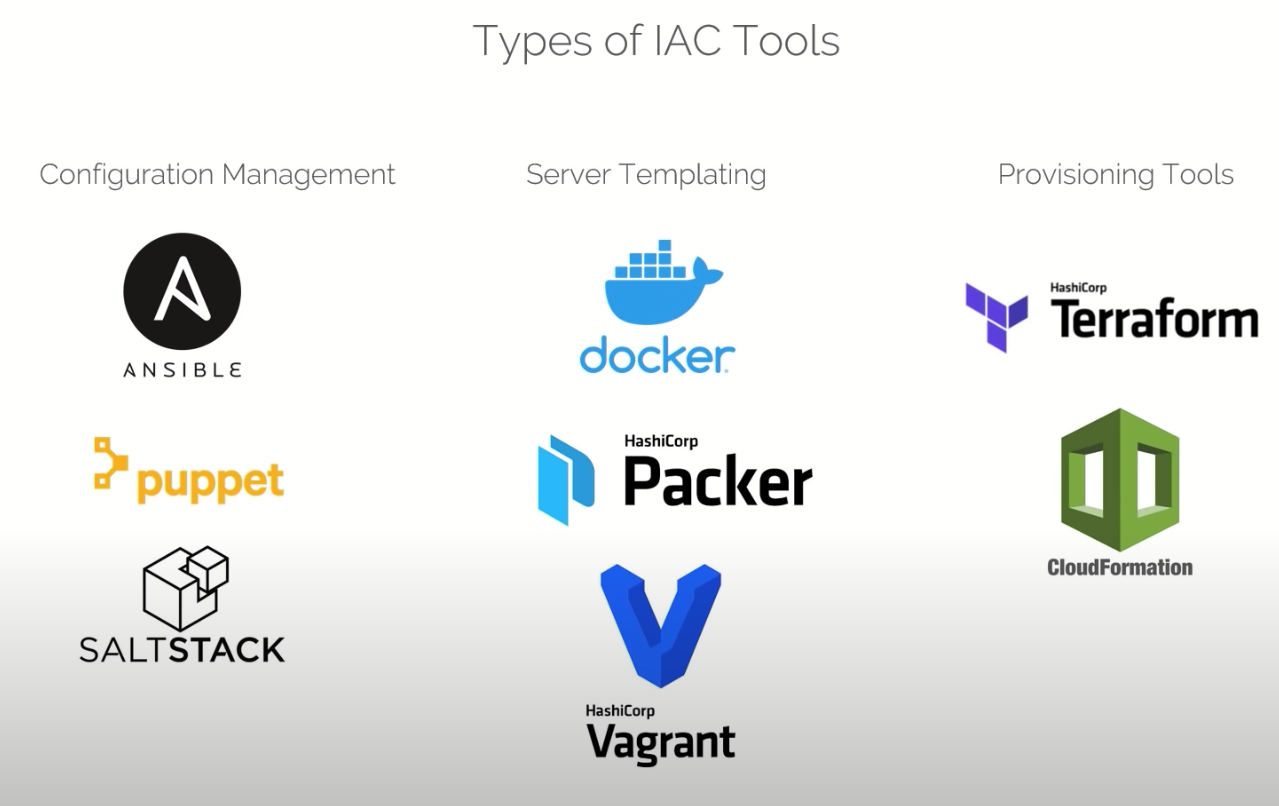 Types of IAC Tools
Configuration Management
Server Templating
Provisioning Tools
ANSIBLE
docker
HashiCorp
Terraform
puppet
HashiCorp
Packer
CloudFormation
SALTSTACK
HashiCorp
Vagrant